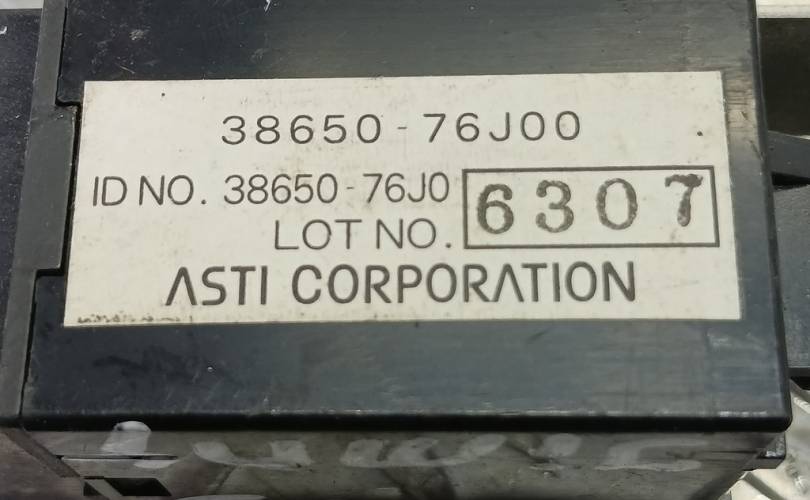 38650-76J00
ID NO. 38650-76J0
LOT NO. 6307
ASTI CORPORATION